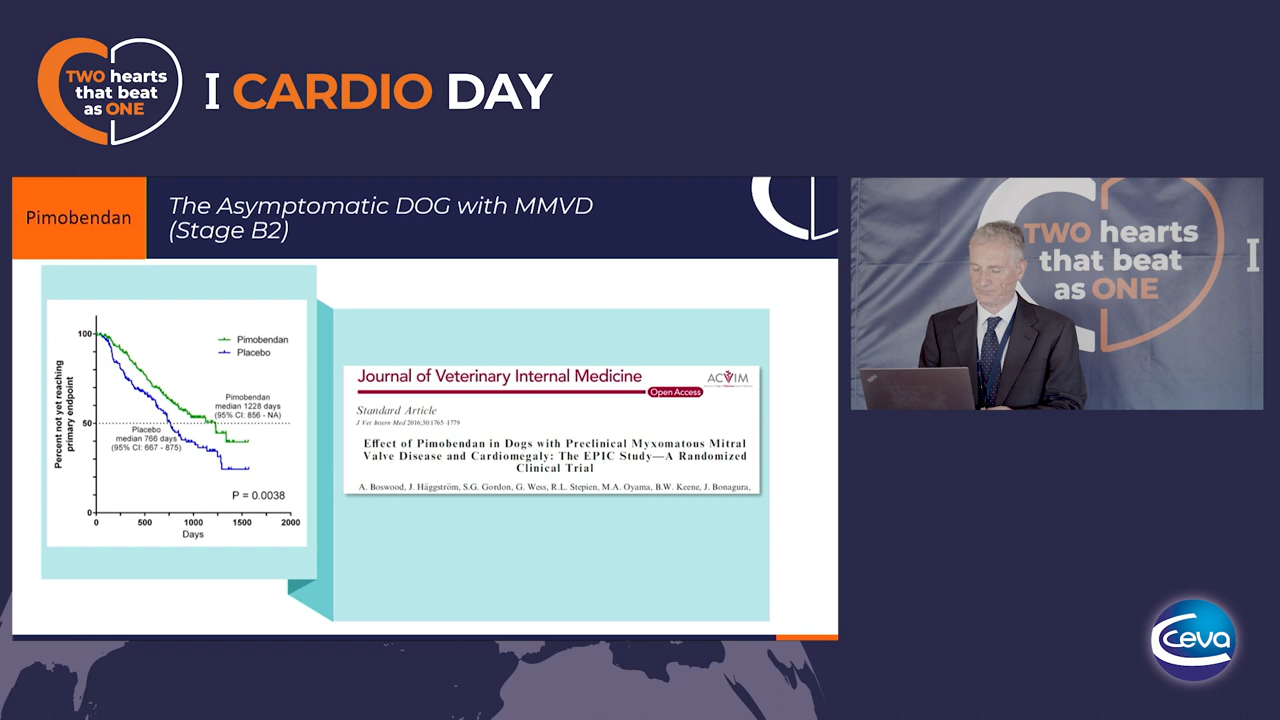 TWO hearts
that beat
as ONE
I CARDIO DAY
Pimobendan
The Asymptomatic DOG with MMVD
(Stage B2)
Percent not yet reaching
primary endpoint
100
50
0
0
500
1000
1500
2000
Days
Pimobendan
Placebo
Pimobendan
median 1228 days
(95% CI: 856 - NA)
Placebo
median 766 days
(95% CI: 667 - 875)
P = 0.0038
Journal of Veterinary Internal Medicine
Open Access
ACVIM
Standard Article
J Vet Intern Med 2016;30:1765–1779
Effect of Pimobendan in Dogs with Preclinical Myxomatous Mitral
Valve Disease and Cardiomegaly: The EPIC Study—A Randomized
Clinical Trial
A. Boswood, J. Häggström, S.G. Gordon, G. Wess, R.L. Stepien, M.A. Oyama, B.W. Keene, J. Bonagura,
TWO hearts
that beat
as ONE
I
ThinkPad
Ceva